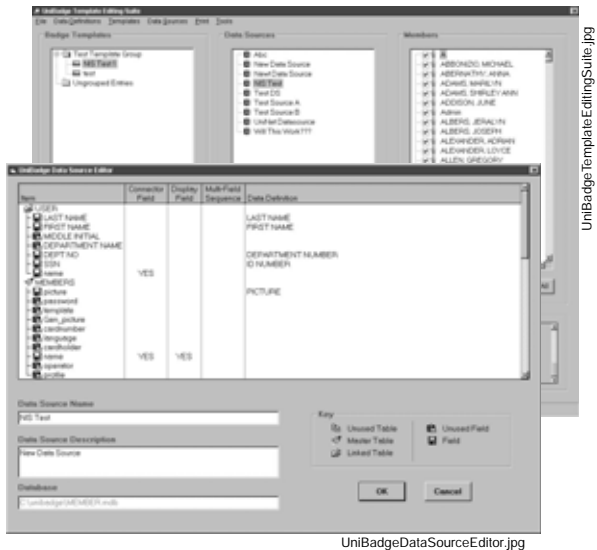 UniBadge Template Editing Suite
File Data Definitions Templates Data Sources Print Tools
Badge Templates
Test Template Group
NIS Test1
test
Ungrouped Entries
Data Sources
Abc
New Data Source
New1 Data Source
NIS Test
Test DS
Test Source A
Test Source B
UniNet Datasource
Will This Work???
Members
ABBONIZIO, MICHAEL
ABERNATHY, ANNA
ADAMS, MARILYN
ADAMS, SHIRLEY ANN
ADDISON, JUNE
Admin
ALBERS, JERALYN
ALBERS, JOSEPH
ALEXANDER, ADRIAN
ALEXANDER, LOYCE
ALLEN, GREGORY
UniBadgeTemplateEditingSuite.jpg
UniBadge Data Source Editor
Item
Connector Field
Display Field
Multi-Field Sequence
Data Definition
USER
LAST NAME LAST NAME
FIRST NAME FIRST NAME
MIDDLE INITIAL
DEPARTMENT NAME
DEPT NO DEPARTMENT NUMBER
SSN ID NUMBER
name YES
MEMBERS
picture PICTURE
password
template
Gen_picture
cardnumber
language
cardholder
name YES YES
operator
profile
Data Source Name
NIS Test
Data Source Description
New Data Source
Database
C:\unibadge\MEMBER.mdb
Key
Unused Table
Unused Field
Master Table
Field
Linked Table
OK
Cancel
UniBadgeDataSourceEditor.jpg